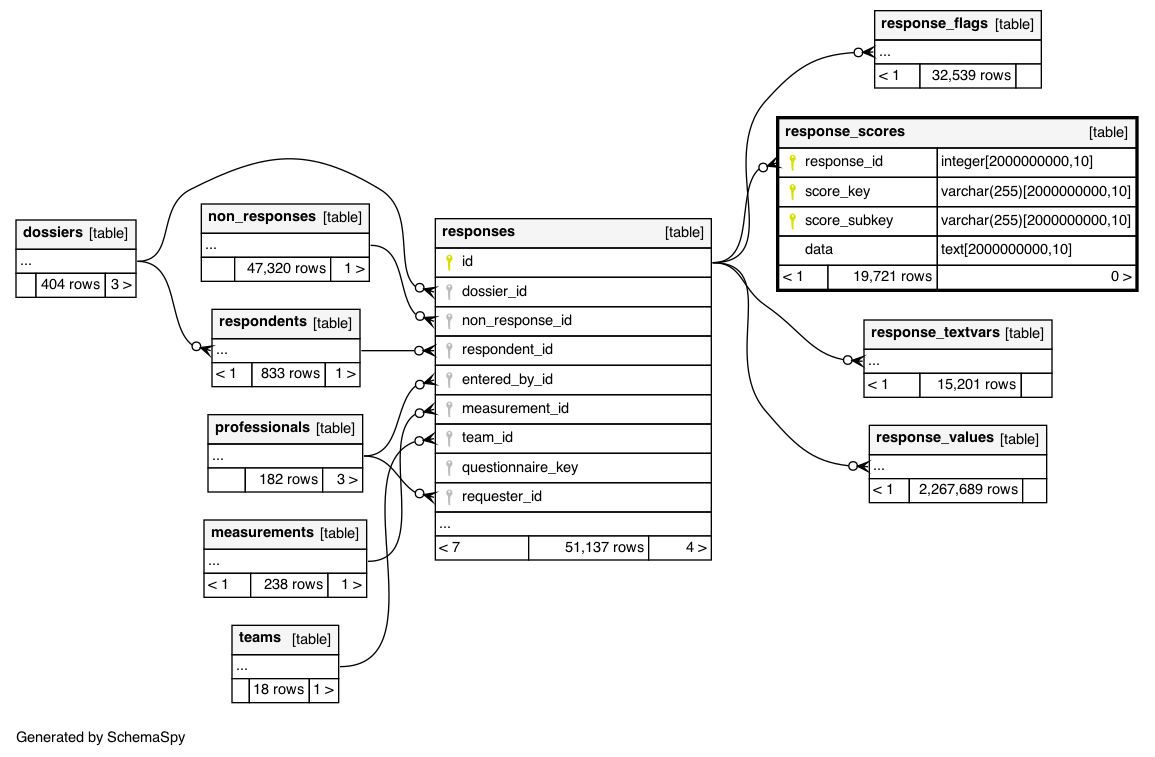 response_flags [table]
...
< 1 32,539 rows
response_scores [table]
response_id integer[2000000000,10]
score_key varchar(255)[2000000000,10]
score_subkey varchar(255)[2000000000,10]
data text[2000000000,10]
< 1 19,721 rows 0 >
dossiers [table]
...
404 rows 3 >
non_responses [table]
...
47,320 rows 1 >
respondents [table]
...
< 1 833 rows 1 >
professionals [table]
...
182 rows 3 >
measurements [table]
...
< 1 238 rows 1 >
teams [table]
...
18 rows 1 >
responses [table]
id
dossier_id
non_response_id
respondent_id
entered_by_id
measurement_id
team_id
questionnaire_key
requester_id
...
< 7 51,137 rows 4 >
response_textvars [table]
...
< 1 15,201 rows
response_values [table]
...
< 1 2,267,689 rows
Generated by SchemaSpy